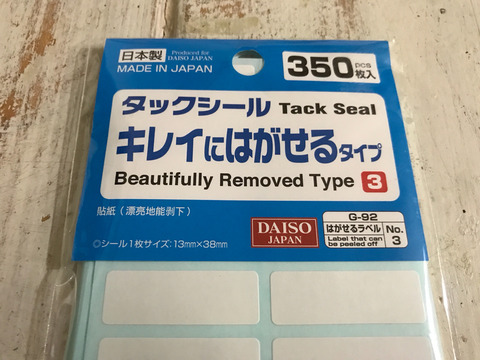 日本製 Produced for DAISO JAPAN
MADE IN JAPAN
350 PCS 枚入
タックシール Tack Seal
キレイにはがせるタイプ
Beautifully Removed Type 3
貼紙(漂亮地能剥下)
◎シール1枚サイズ:13mm×38mm
DAISO
JAPAN
G-92
はがせるラベル
Label that can be peeled off
No. 3